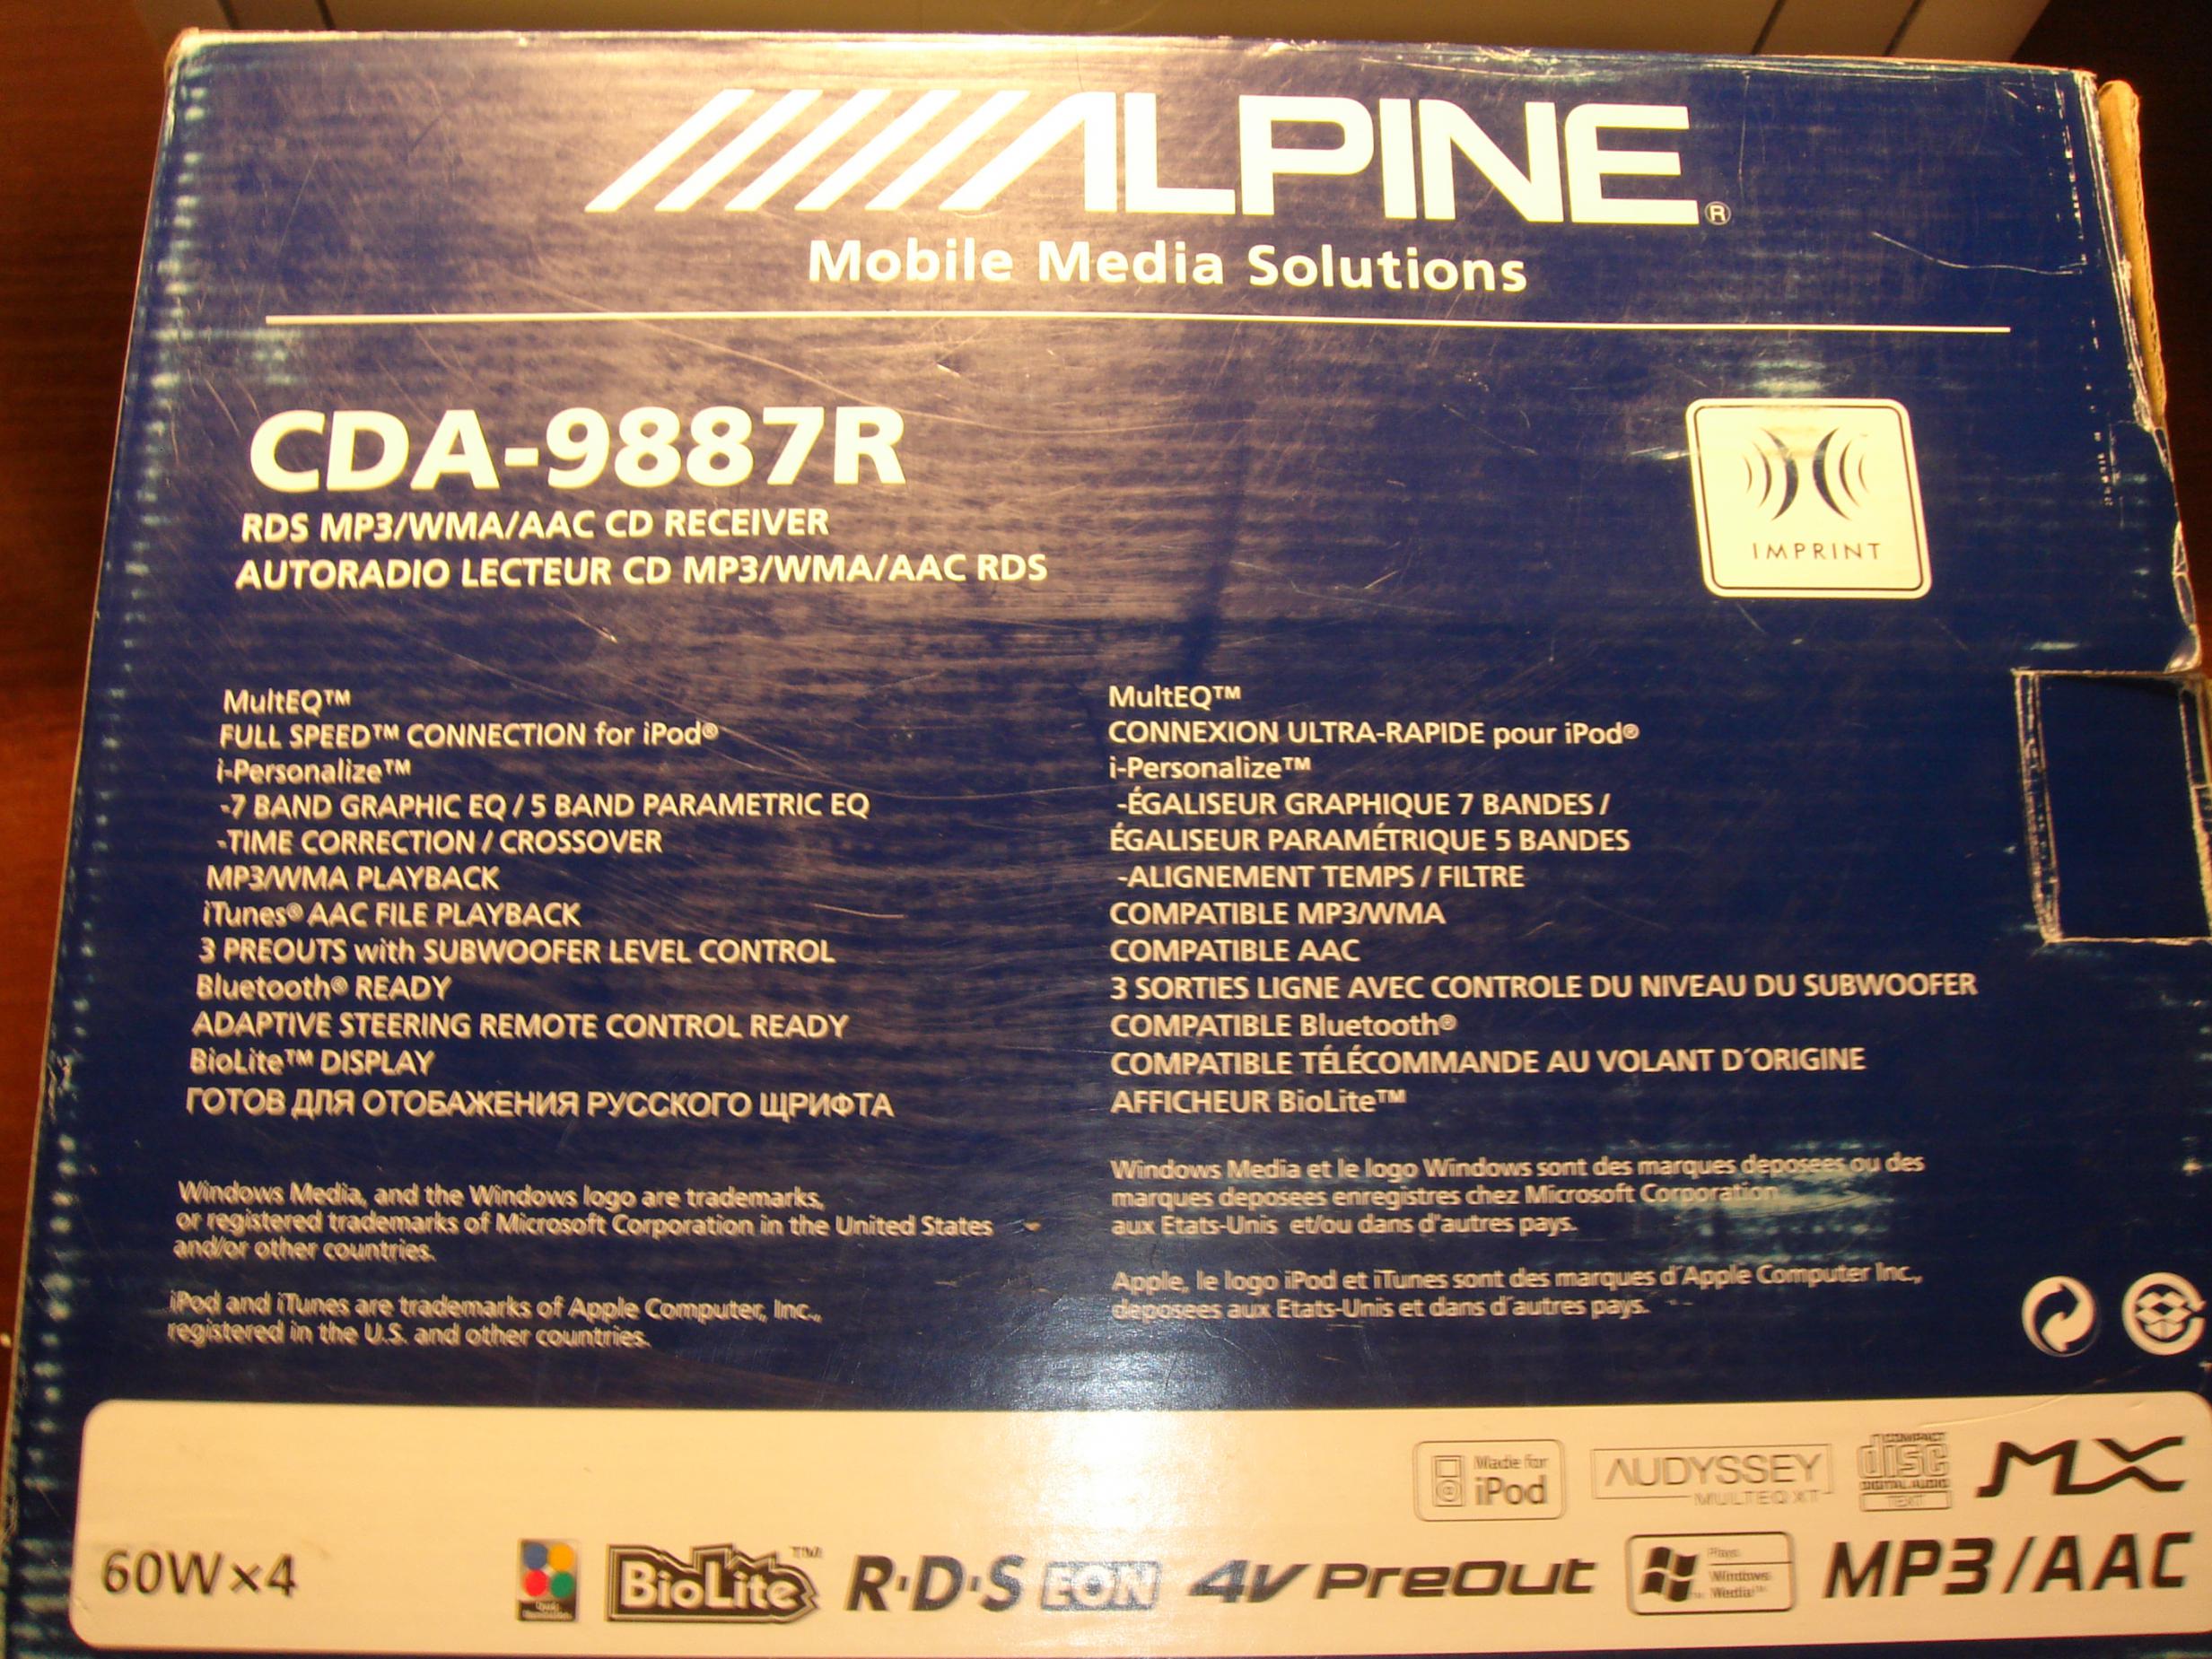 ALPINE®
Mobile Media Solutions
CDA-9887R
RDS MP3/WMA/AAC CD RECEIVER
AUTORADIO LECTEUR CD MP3/WMA/AAC RDS
IMPRINT
MultEQ™
FULL SPEED™ CONNECTION for iPod®
i-Personalize™
-7 BAND GRAPHIC EQ / 5 BAND PARAMETRIC EQ
-TIME CORRECTION / CROSSOVER
MP3/WMA PLAYBACK
iTunes® AAC FILE PLAYBACK
3 PREOUTS with SUBWOOFER LEVEL CONTROL
Bluetooth® READY
ADAPTIVE STEERING REMOTE CONTROL READY
BioLite™ DISPLAY
ГОТОВ ДЛЯ ОТОБАЖЕНИЯ РУССКОГО ЩРИФТА
MultEQ™
CONNEXION ULTRA-RAPIDE pour iPod®
i-Personalize™
-ÉGALISEUR GRAPHIQUE 7 BANDES /
ÉGALISEUR PARAMÉTRIQUE 5 BANDES
-ALIGNEMENT TEMPS / FILTRE
COMPATIBLE MP3/WMA
COMPATIBLE AAC
3 SORTIES LIGNE AVEC CONTROLE DU NIVEAU DU SUBWOOFER
COMPATIBLE Bluetooth®
COMPATIBLE TÉLÉCOMMANDE AU VOLANT D´ORIGINE
AFFICHEUR BioLite™
Windows Media, and the Windows logo are trademarks,
or registered trademarks of Microsoft Corporation in the United States
and/or other countries.
iPod and iTunes are trademarks of Apple Computer, Inc.,
registered in the U.S. and other countries.
Windows Media et le logo Windows sont des marques deposees ou des
marques deposees enregistres chez Microsoft Corporation
aux Etats-Unis et/ou dans d'autres pays.
Apple, le logo iPod et iTunes sont des marques d´Apple Computer Inc.,
deposees aux Etats-Unis et dans d´autres pays.
Made for
iPod
AUDYSSEY
MULTEQ XT
COMPACT
disc
DIGITAL AUDIO
TEXT
MX
60W×4
BioLite™
R·D·S EON
4V PreOut
Plays
Windows
Media™
MP3/AAC